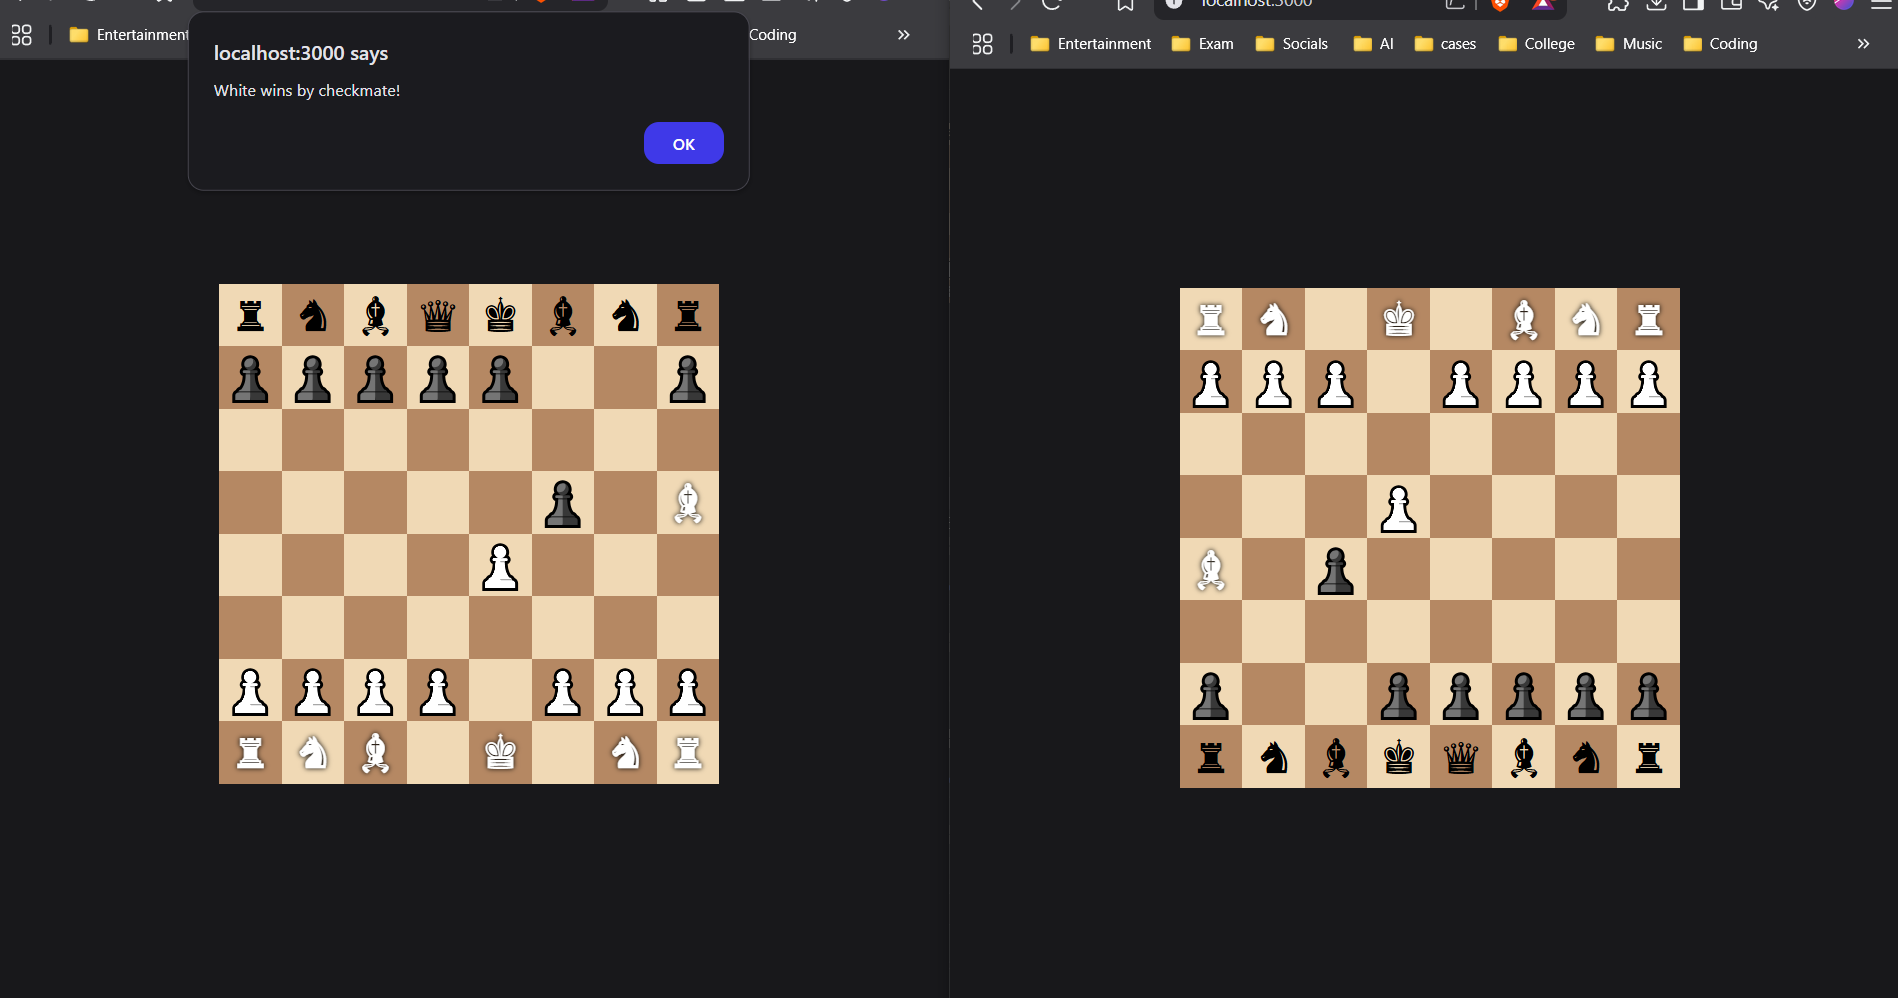 Entertainment
Coding
localhost:3000 says
White wins by checkmate!
OK
localhost:3000
Entertainment
Exam
Socials
AI
cases
College
Music
Coding